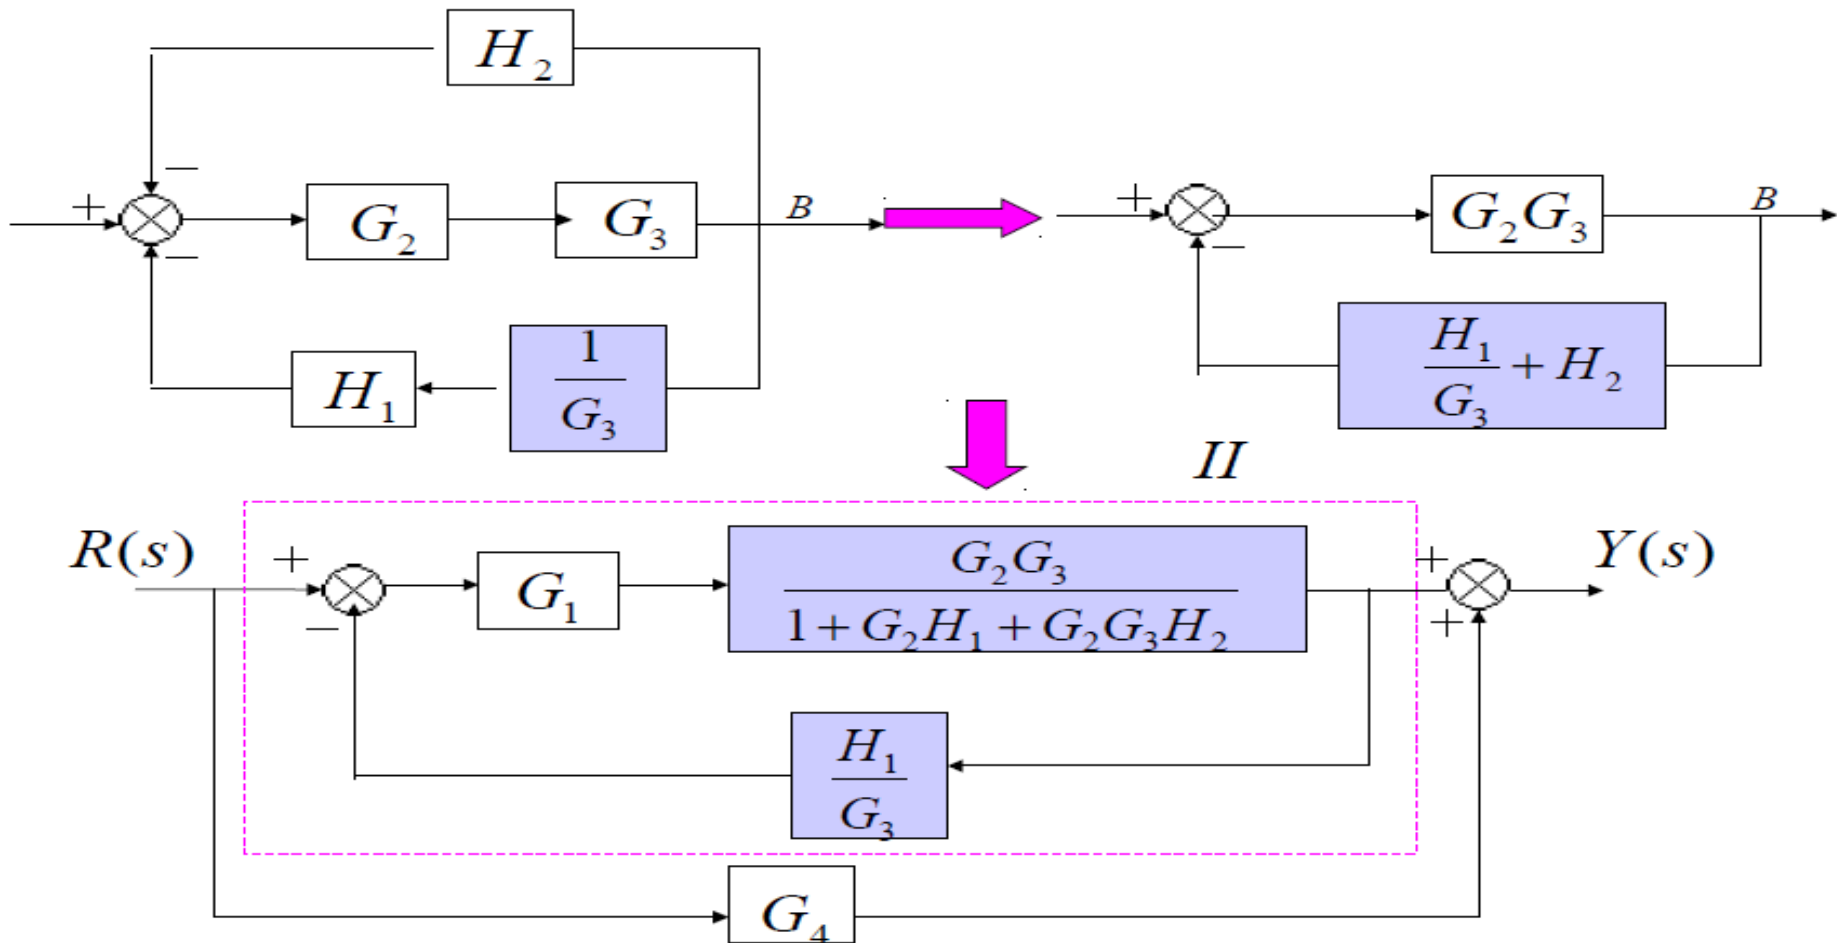 H₂
+ −
G₂ G₃ B
−
H₁ 1/G₃
+ −
G₂G₃ B
H₁/G₃ + H₂
II
R(s) + −
G₁ G₂G₃/(1 + G₂H₁ + G₂G₃H₂)
+ + Y(s)
H₁/G₃
G₄